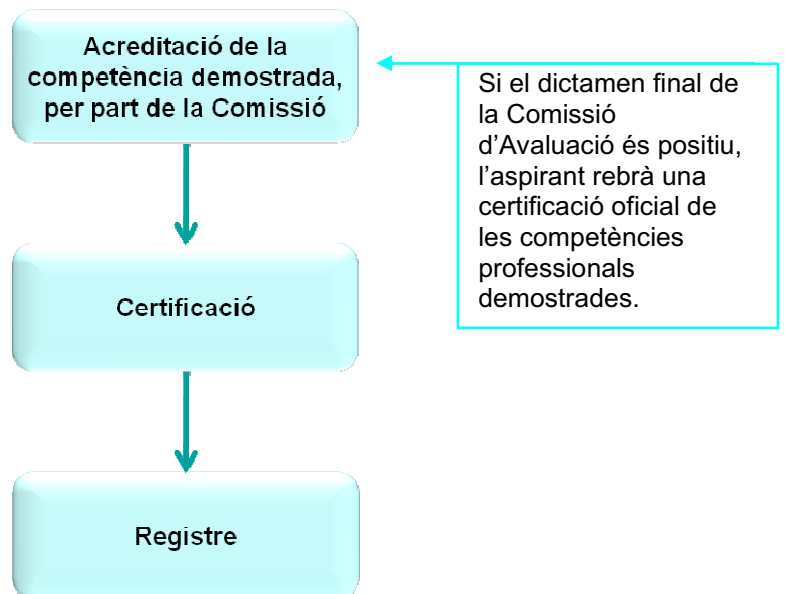 Acreditació de la
competència demostrada,
per part de la Comissió
Si el dictamen final de
la Comissió
d’Avaluació és positiu,
l’aspirant rebrà una
certificació oficial de
les competències
professionals
demostrades.
Certificació
Registre